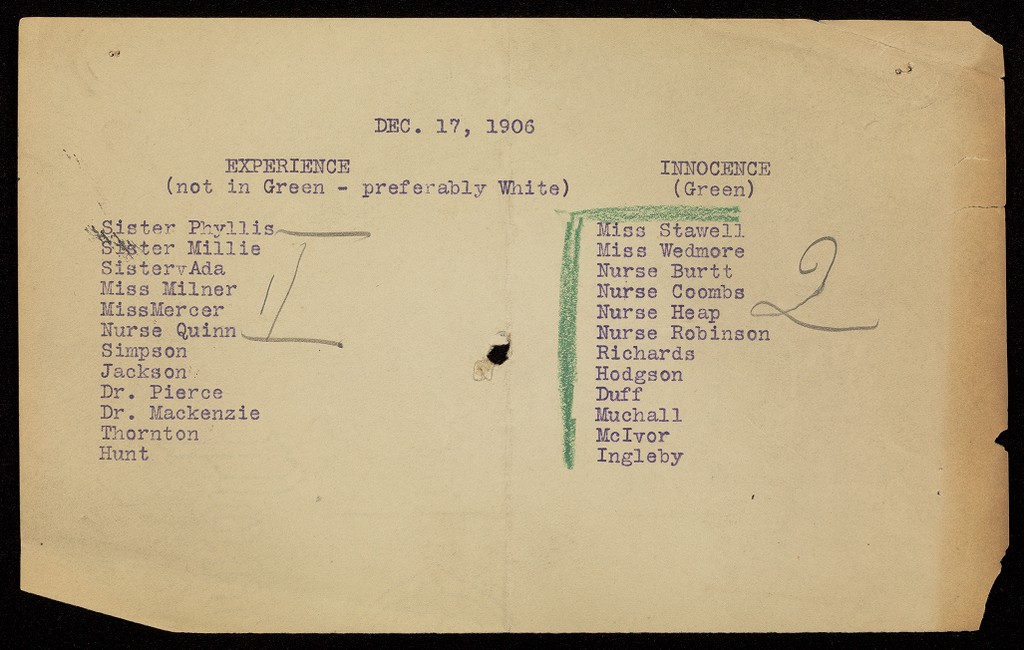 DEC. 17, 1906
EXPERIENCE
(not in Green - preferably White)
Sister Phyllis
Sister Millie
SistervAda
Miss Milner
MissMercer
Nurse Quinn
Simpson
Jackson
Dr. Pierce
Dr. Mackenzie
Thornton
Hunt
1
INNOCENCE
(Green)
Miss Stawell
Miss Wedmore
Nurse Burtt
Nurse Coombs
Nurse Heap
Nurse Robinson
Richards
Hodgson
Duff
Muchall
McIvor
Ingleby
2